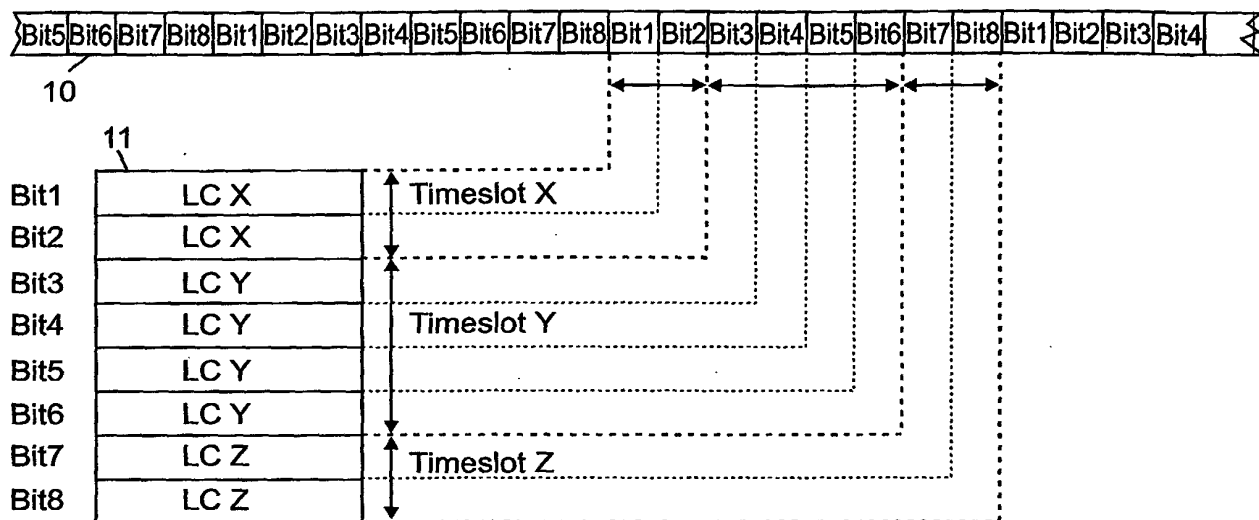 Bit5 Bit6 Bit7 Bit8 Bit1 Bit2 Bit3 Bit4 Bit5 Bit6 Bit7 Bit8 Bit1 Bit2 Bit3 Bit4 Bit5 Bit6 Bit7 Bit8 Bit1 Bit2 Bit3 Bit4
10
11
Bit1 LC X Timeslot X
Bit2 LC X
Bit3 LC Y
Bit4 LC Y Timeslot Y
Bit5 LC Y
Bit6 LC Y
Bit7 LC Z Timeslot Z
Bit8 LC Z